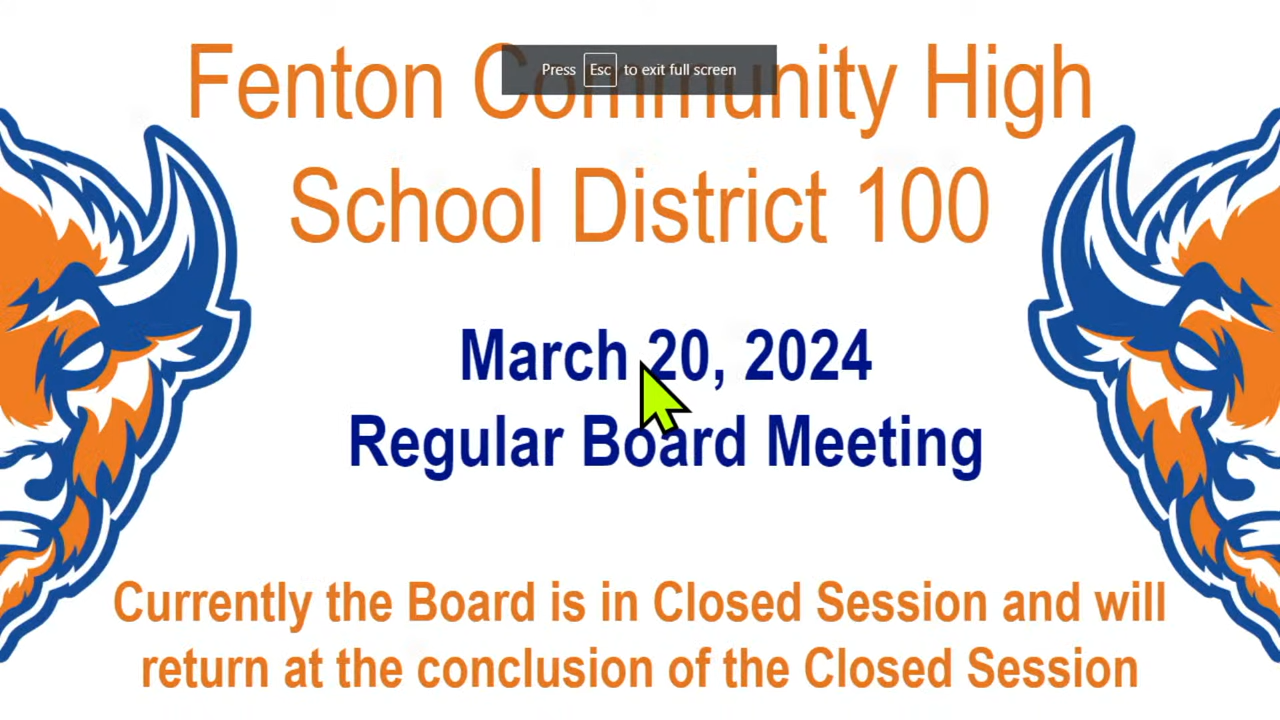 Fenton Community High
Press Esc to exit full screen
School District 100
March 20, 2024
Regular Board Meeting
Currently the Board is in Closed Session and will
return at the conclusion of the Closed Session